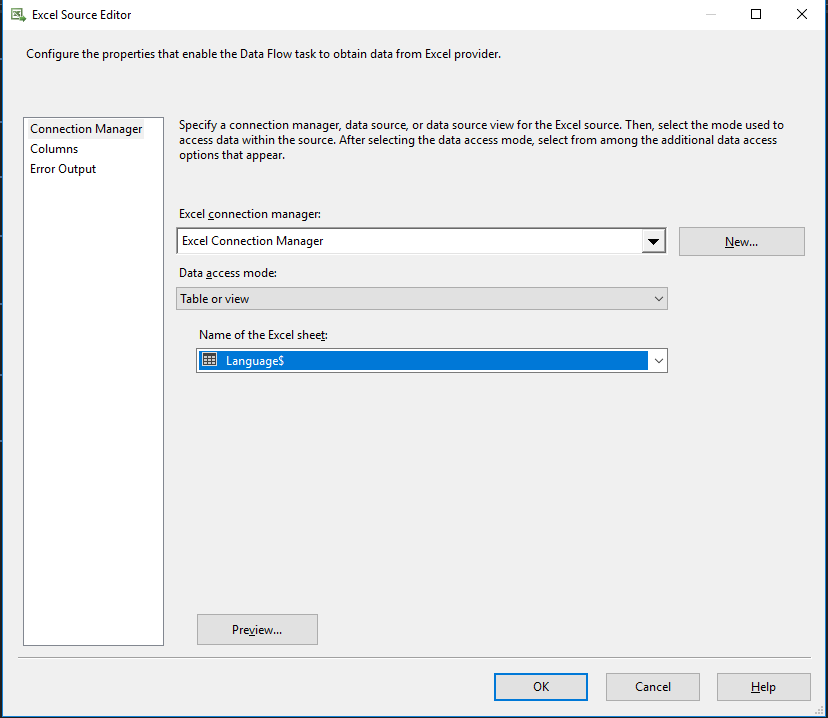 Excel Source Editor
Configure the properties that enable the Data Flow task to obtain data from Excel provider.
Connection Manager
Columns
Error Output
Specify a connection manager, data source, or data source view for the Excel source. Then, select the mode used to
access data within the source. After selecting the data access mode, select from among the additional data access
options that appear.
Excel connection manager:
Excel Connection Manager
New...
Data access mode:
Table or view
Name of the Excel sheet:
Language$
Preview...
OK
Cancel
Help